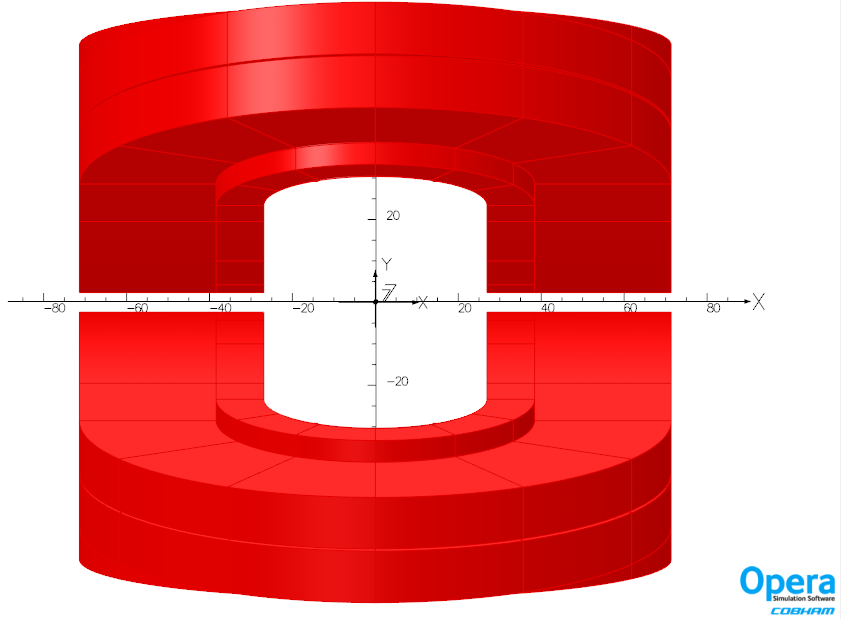 20
Y
Z
X
−80
−60
−40
−20
20
40
60
80
X
−20
Opera
Simulation Software
COBHAM